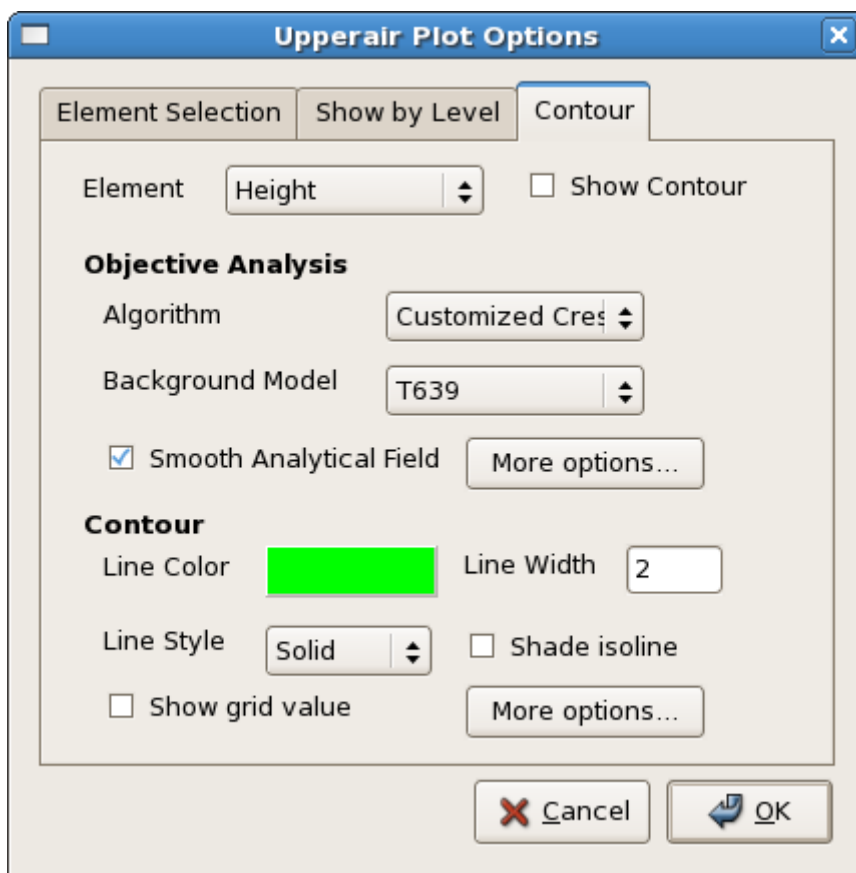 Upperair Plot Options
Element Selection Show by Level Contour
Element Height Show Contour
Objective Analysis
Algorithm Customized Cres
Background Model T639
Smooth Analytical Field More options...
Contour
Line Color Line Width 2
Line Style Solid Shade isoline
Show grid value More options...
Cancel OK